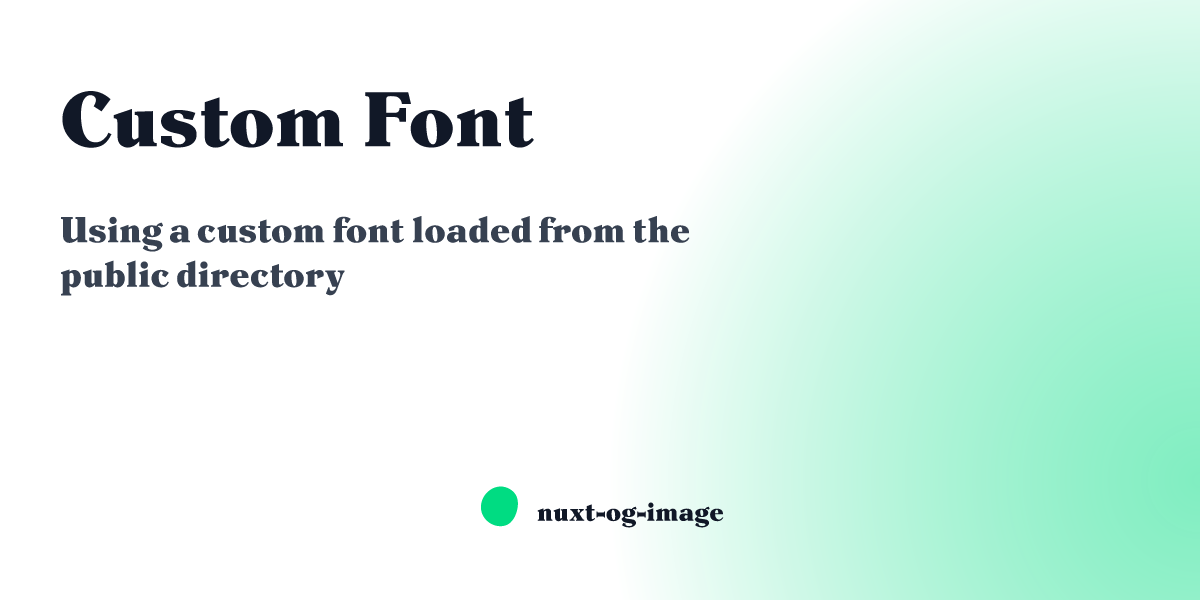 Custom Font
Using a custom font loaded from the
public directory
nuxt-og-image